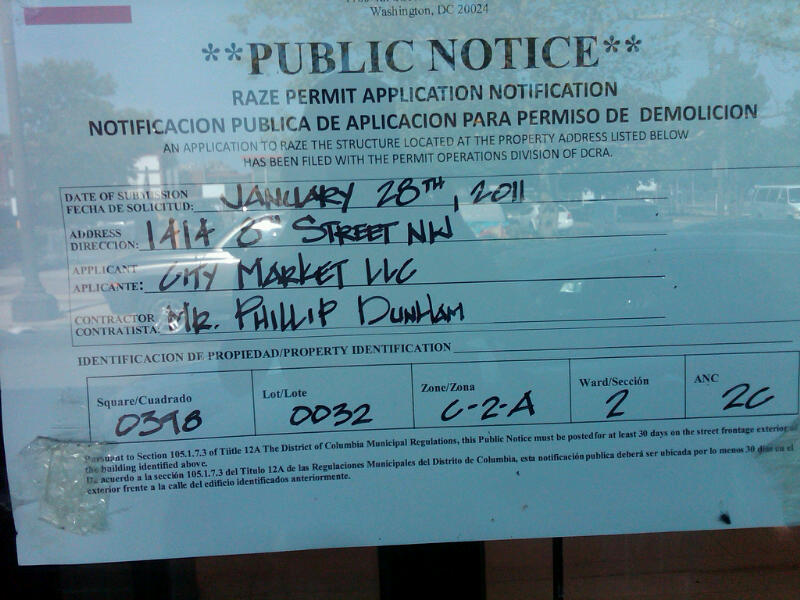 Washington, DC 20024
**PUBLIC NOTICE**
RAZE PERMIT APPLICATION NOTIFICATION
NOTIFICACION PUBLICA DE APLICACION PARA PERMISO DE DEMOLICION
AN APPLICATION TO RAZE THE STRUCTURE LOCATED AT THE PROPERTY ADDRESS LISTED BELOW
HAS BEEN FILED WITH THE PERMIT OPERATIONS DIVISION OF DCRA.
DATE OF SUBMISSION
FECHA DE SOLICITUD: JANUARY 28TH, 2011
ADDRESS
DIRECCION: 1414 8TH STREET NW
APPLICANT
APLICANTE: CITY MARKET LLC
CONTRACTOR
CONTRATISTA: MR. PHILLIP DUNHAM
IDENTIFICACION DE PROPIEDAD/PROPERTY IDENTIFICATION
Square/Cuadrado Lot/Lote Zone/Zona Ward/Sección ANC
0398 0032 C-2-A 2 2C
Pursuant to Section 105.1.7.3 of Tiitle 12A The District of Columbia Municipal Regulations, this Public Notice must be posted for at least 30 days on the street frontage exterior of
the building identified above.
De acuerdo a la sección 105.1.7.3 del Titulo 12A de las Regulaciones Municipales del Distrito de Columbia, esta notificación publica deberá ser ubicada por lo menos 30 dias en el
exterior frente a la calle del edificio identificados anteriormente.